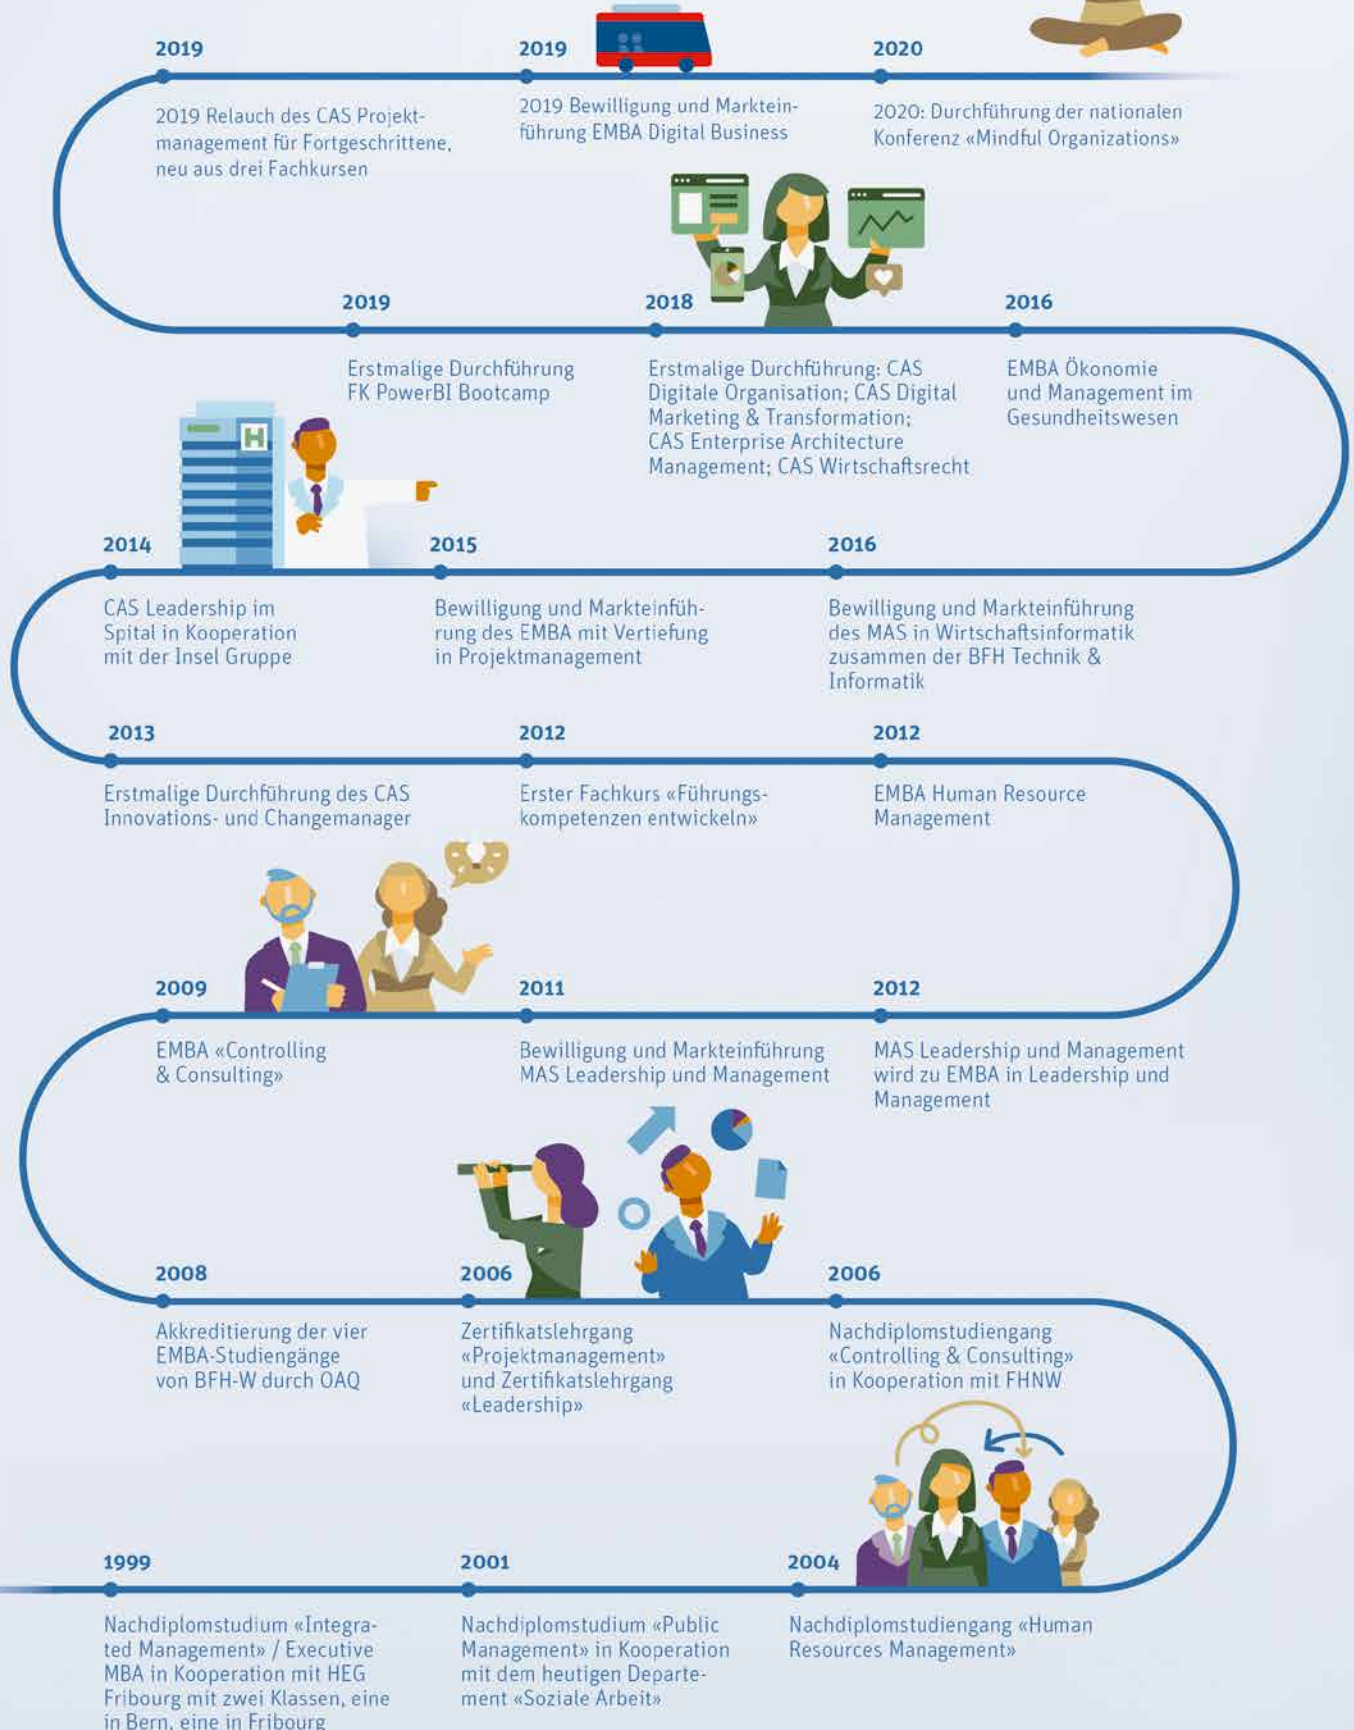 2019
2019 Relauch des CAS Projekt-
management für Fortgeschrittene,
neu aus drei Fachkursen
2019
2019 Bewilligung und Marktein-
führung EMBA Digital Business
2020
2020: Durchführung der nationalen
Konferenz «Mindful Organizations»
2019
Erstmalige Durchführung
FK PowerBI Bootcamp
2018
Erstmalige Durchführung: CAS
Digitale Organisation; CAS Digital
Marketing & Transformation;
CAS Enterprise Architecture
Management; CAS Wirtschaftsrecht
2016
EMBA Ökonomie
und Management im
Gesundheitswesen
H
2014
CAS Leadership im
Spital in Kooperation
mit der Insel Gruppe
2015
Bewilligung und Markteinfüh-
rung des EMBA mit Vertiefung
in Projektmanagement
2016
Bewilligung und Markteinführung
des MAS in Wirtschaftsinformatik
zusammen der BFH Technik &
Informatik
2013
Erstmalige Durchführung des CAS
Innovations- und Changemanager
2012
Erster Fachkurs «Führungs-
kompetenzen entwickeln»
2012
EMBA Human Resource
Management
2009
EMBA «Controlling
& Consulting»
2011
Bewilligung und Markteinführung
MAS Leadership und Management
2012
MAS Leadership und Management
wird zu EMBA in Leadership und
Management
2008
Akkreditierung der vier
EMBA-Studiengänge
von BFH-W durch OAQ
2006
Zertifikatslehrgang
«Projektmanagement»
und Zertifikatslehrgang
«Leadership»
2006
Nachdiplomstudiengang
«Controlling & Consulting»
in Kooperation mit FHNW
1999
Nachdiplomstudium «Integra-
ted Management» / Executive
MBA in Kooperation mit HEG
Fribourg mit zwei Klassen, eine
in Bern, eine in Fribourg
2001
Nachdiplomstudium «Public
Management» in Kooperation
mit dem heutigen Departe-
ment «Soziale Arbeit»
2004
Nachdiplomstudiengang «Human
Resources Management»